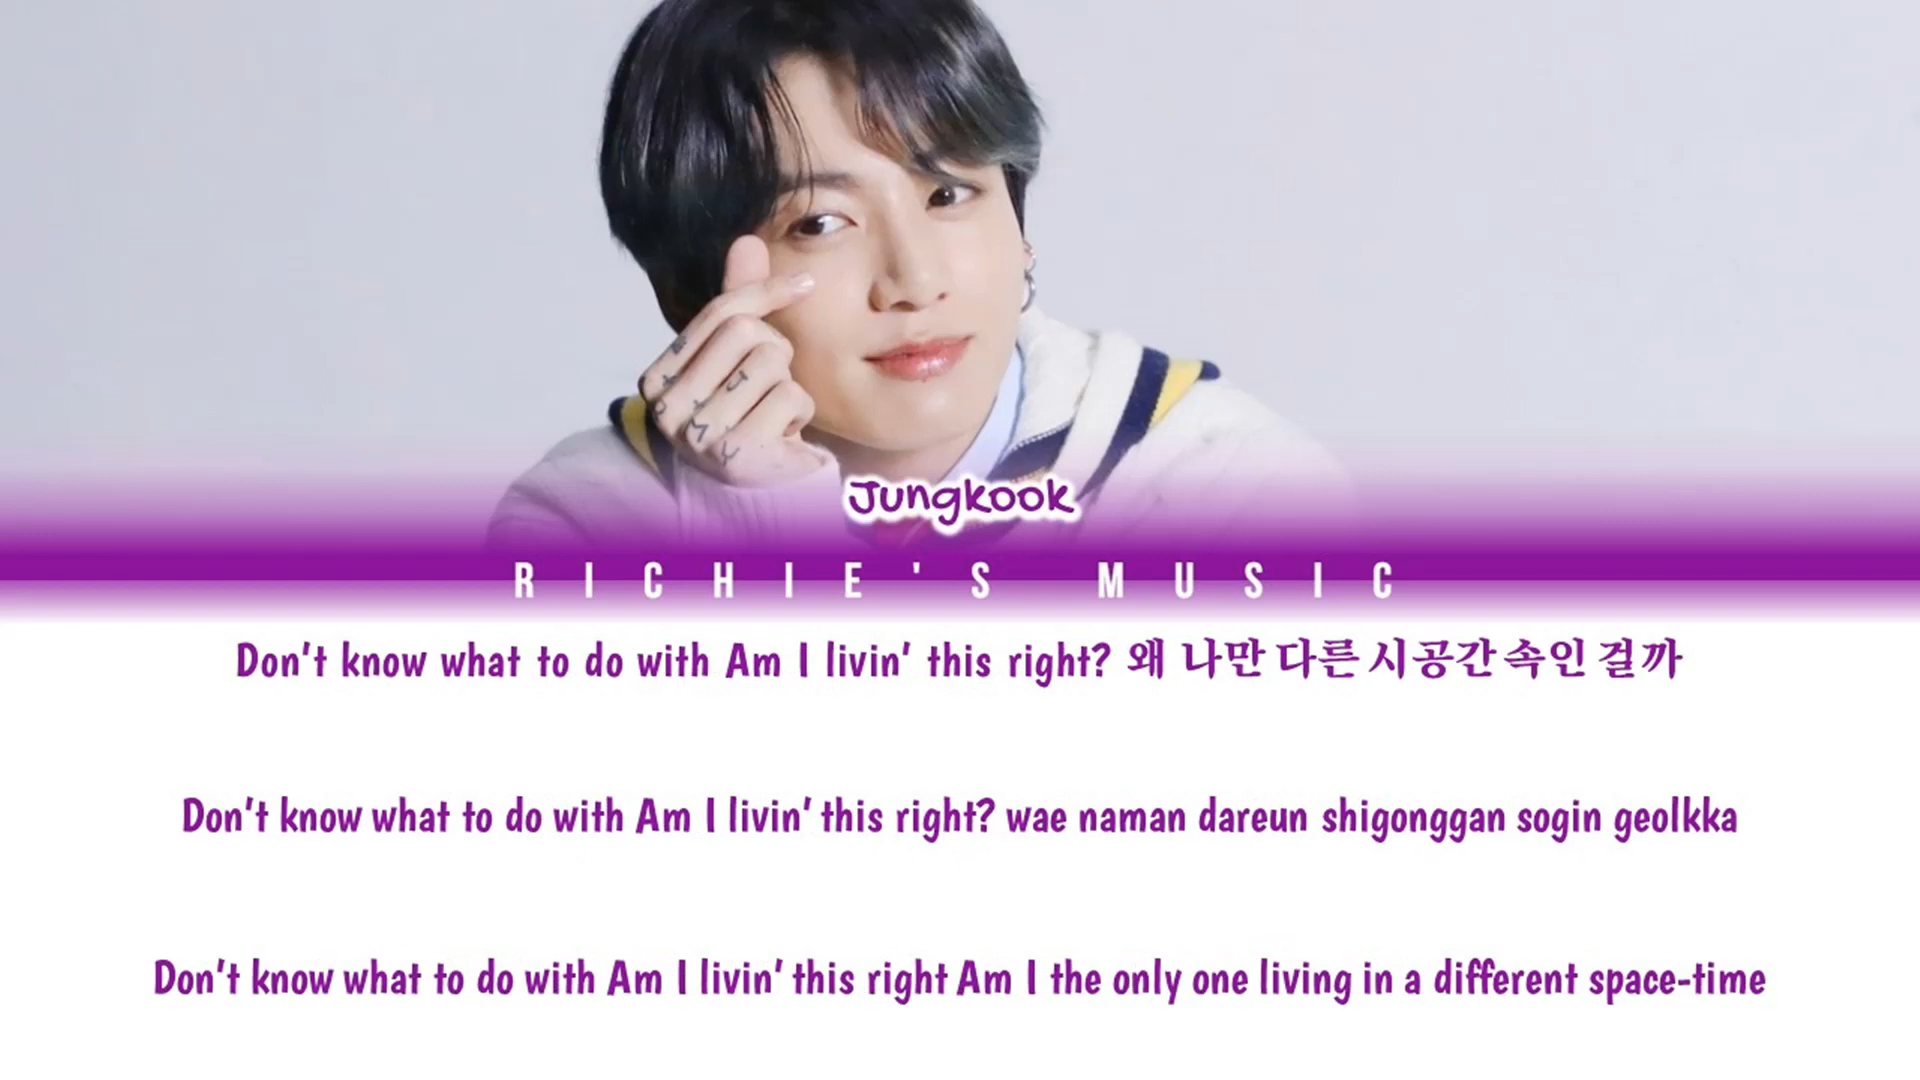 Jungkook
RICHIE'S MUSIC
Don't know what to do with Am I livin' this right? 왜 나만 다른 시공간 속인 걸까
Don't know what to do with Am I livin' this right? wae naman dareun shigonggan sogin geolkka
Don't know what to do with Am I livin' this right Am I the only one living in a different space-time